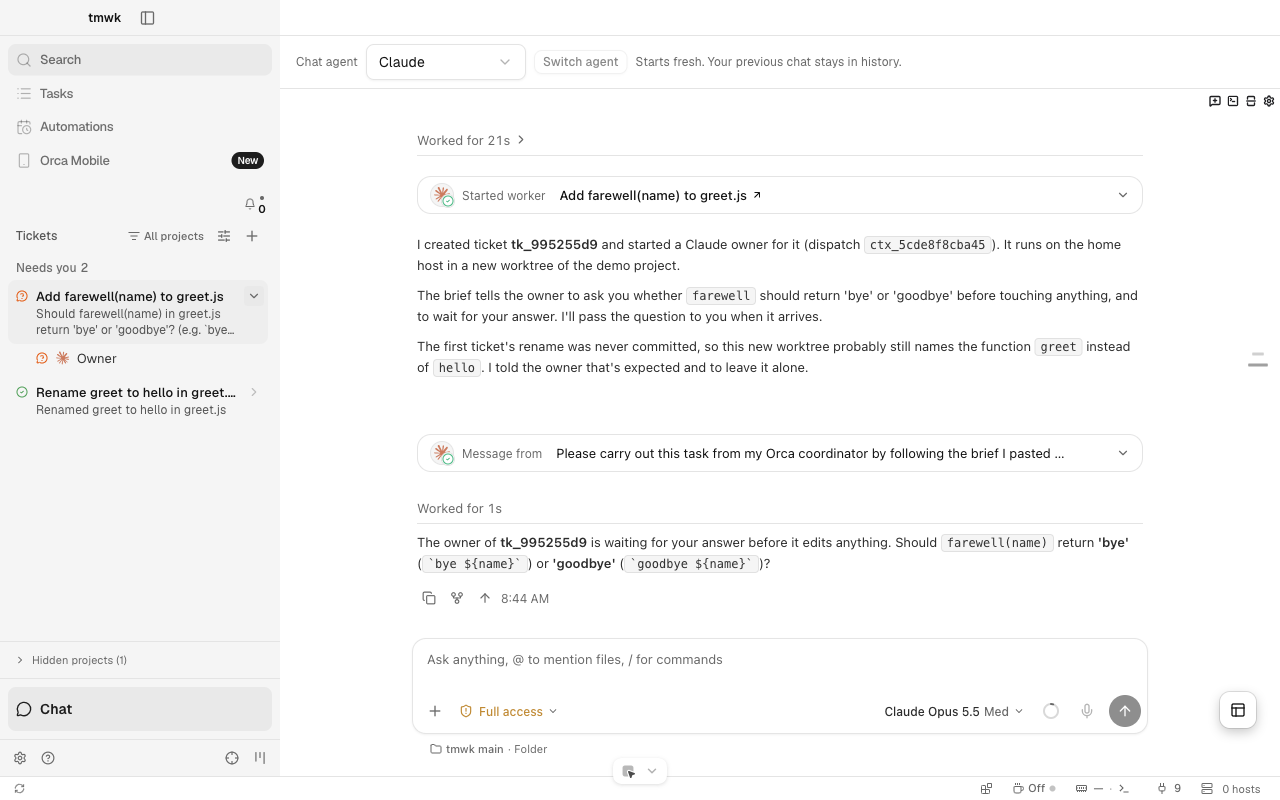 tmwk
Search
Tasks
Automations
Orca Mobile
New
0
Tickets
All projects
Needs you 2
Add farewell(name) to greet.js
Should farewell(name) in greet.js
return 'bye' or 'goodbye'? (e.g. `bye...
Owner
Rename greet to hello in greet....
Renamed greet to hello in greet.js
Hidden projects (1)
Chat
Chat agent
Claude
Switch agent
Starts fresh. Your previous chat stays in history.
Worked for 21s
Started worker Add farewell(name) to greet.js
I created ticket tk_995255d9 and started a Claude owner for it (dispatch ctx_5cde8f8cba45). It runs on the home
host in a new worktree of the demo project.
The brief tells the owner to ask you whether farewell should return 'bye' or 'goodbye' before touching anything, and
to wait for your answer. I'll pass the question to you when it arrives.
The first ticket's rename was never committed, so this new worktree probably still names the function greet instead
of hello. I told the owner that's expected and to leave it alone.
Message from Please carry out this task from my Orca coordinator by following the brief I pasted ...
Worked for 1s
The owner of tk_995255d9 is waiting for your answer before it edits anything. Should farewell(name) return 'bye'
(`bye ${name}`) or 'goodbye' (`goodbye ${name}`)?
8:44 AM
Ask anything, @ to mention files, / for commands
Full access
Claude Opus 5.5 Med
tmwk main · Folder
Off
9
0 hosts